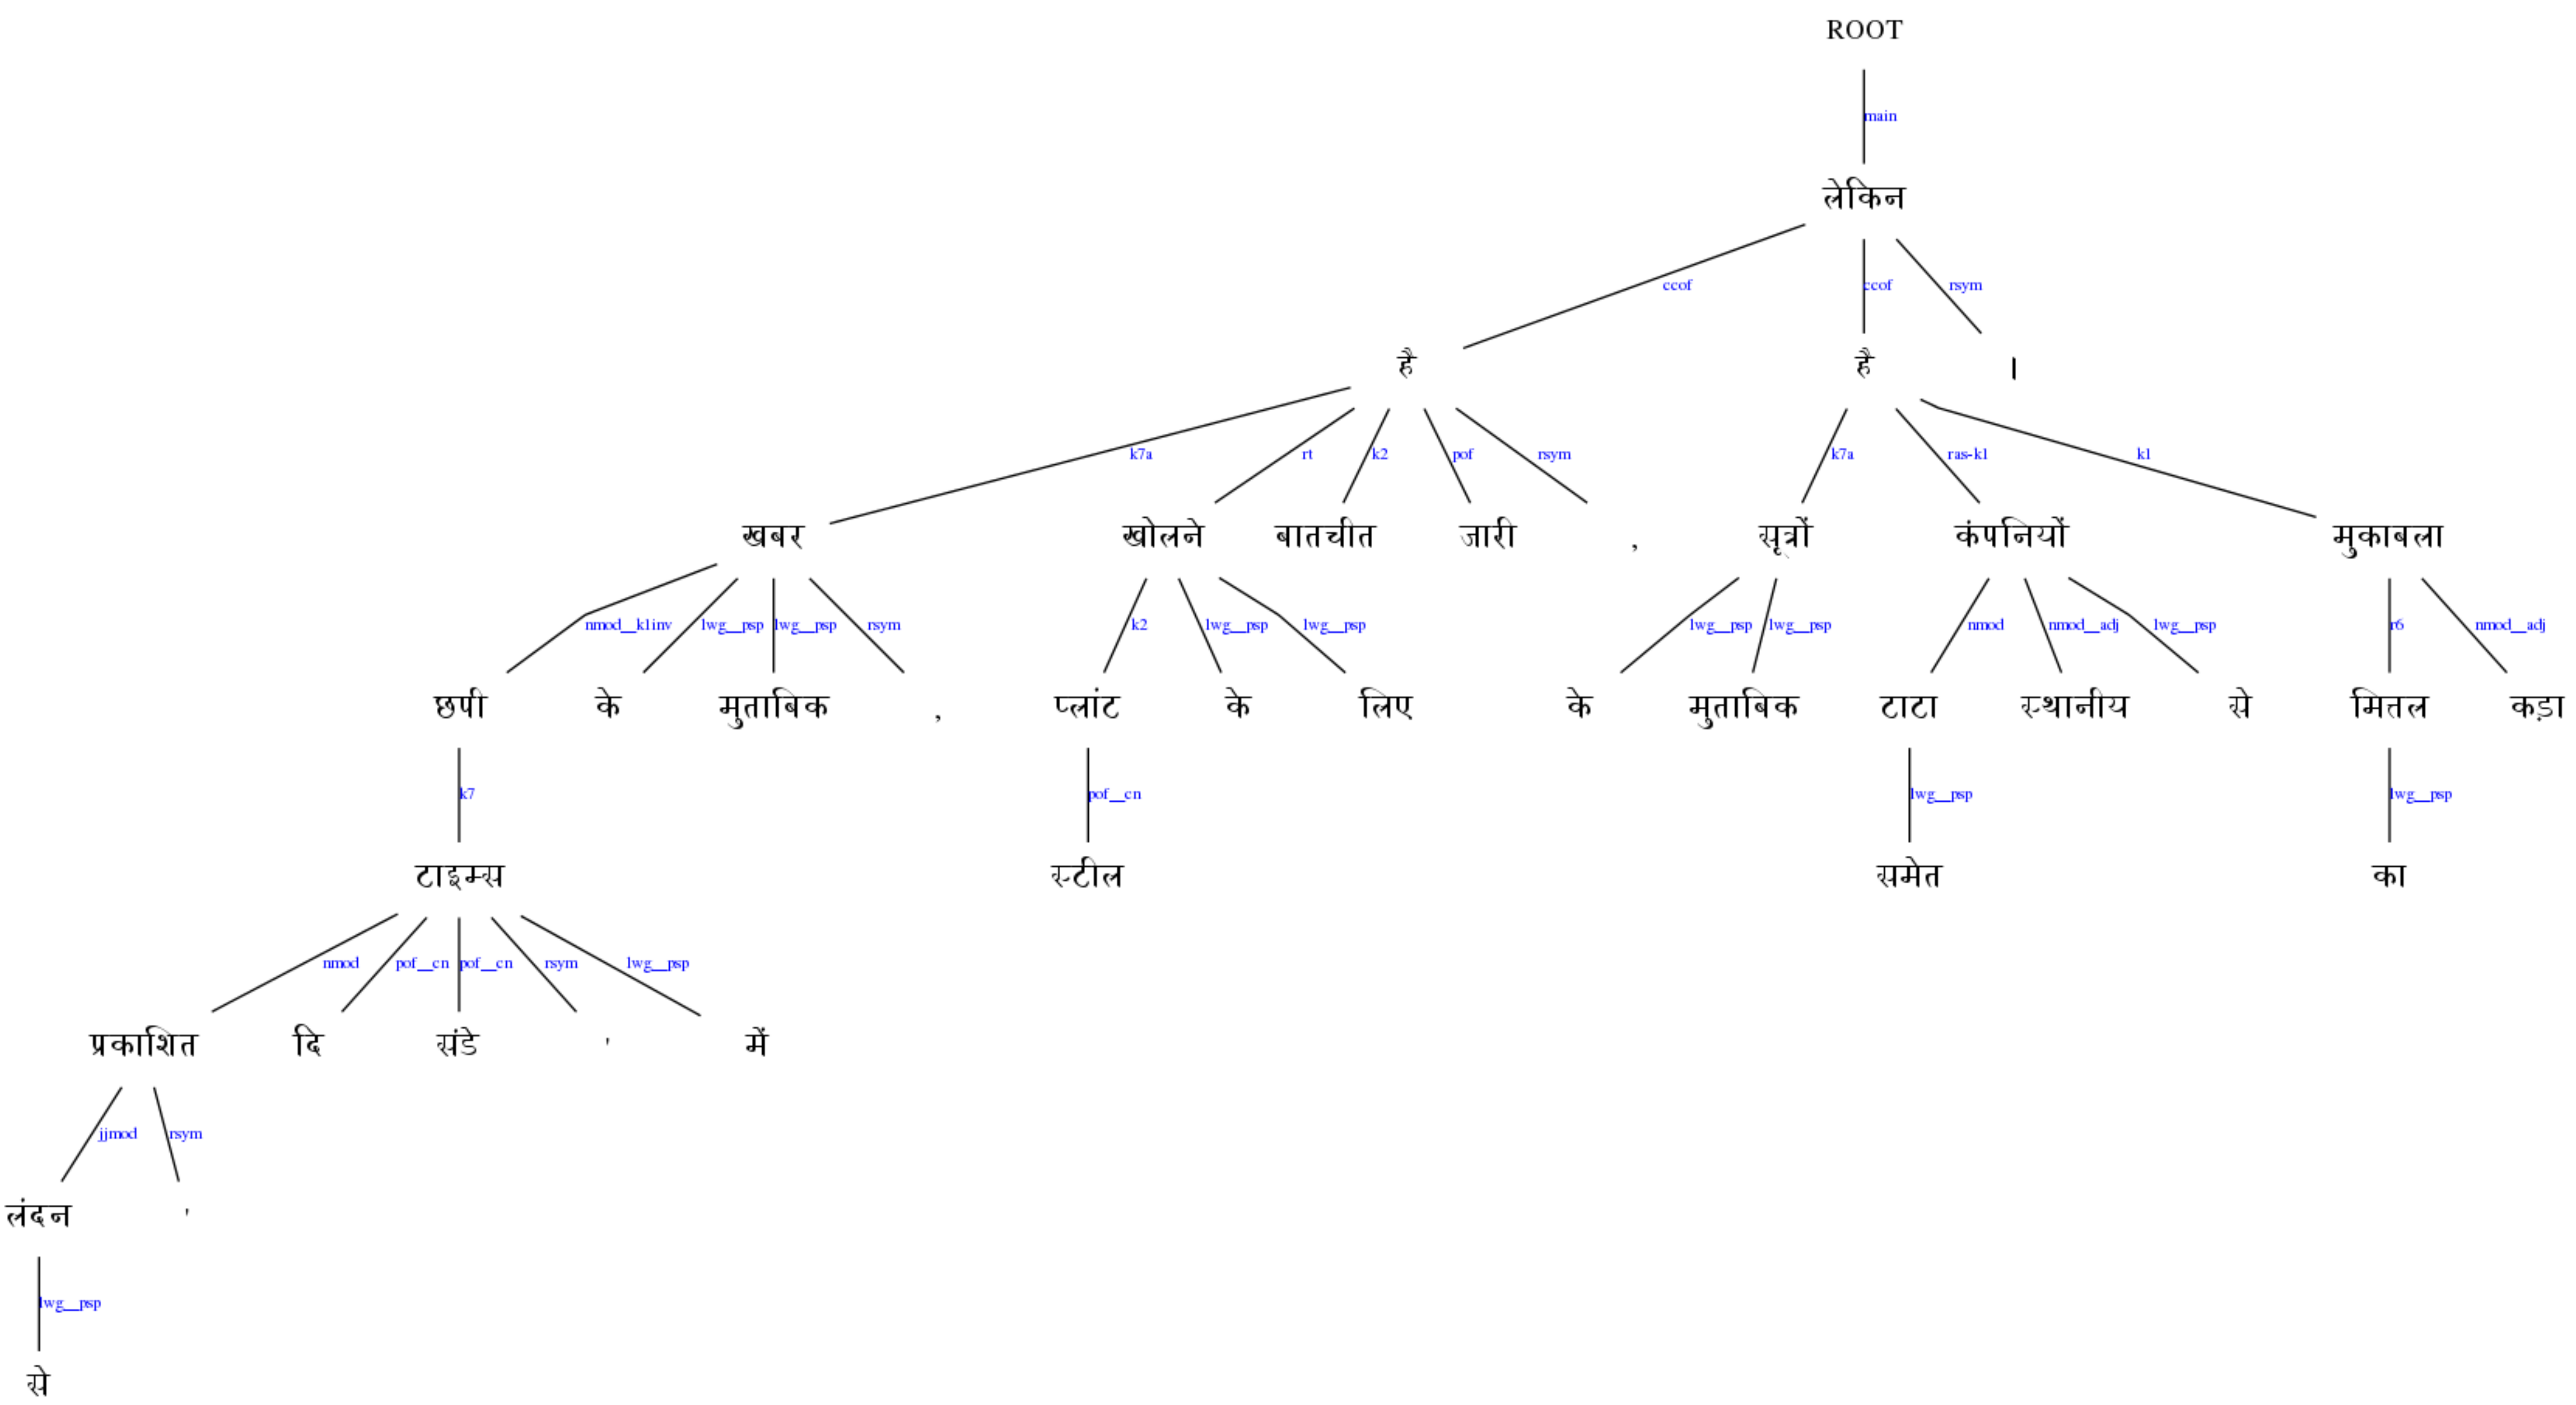 ROOT
main
लेकिन
ccof ccof rsym
है है ।
k7a rt k2 pof rsym k7a ras-k1 k1
खबर खोलने बातचीत जारी , सूत्रों कंपनियों मुकाबला
nmod__k1inv lwg__psp lwg__psp rsym k2 lwg__psp lwg__psp lwg__psp lwg__psp nmod nmod__adj lwg__psp r6 nmod__adj
छपी के मुताबिक , प्लांट के लिए के मुताबिक टाटा स्थानीय से मित्तल कड़ा
k7 pof__cn lwg__psp lwg__psp
टाइम्स स्टील समेत का
nmod pof__cn pof__cn rsym lwg__psp
प्रकाशित दि संडे ' में
jjmod rsym
लंदन '
lwg__psp
से